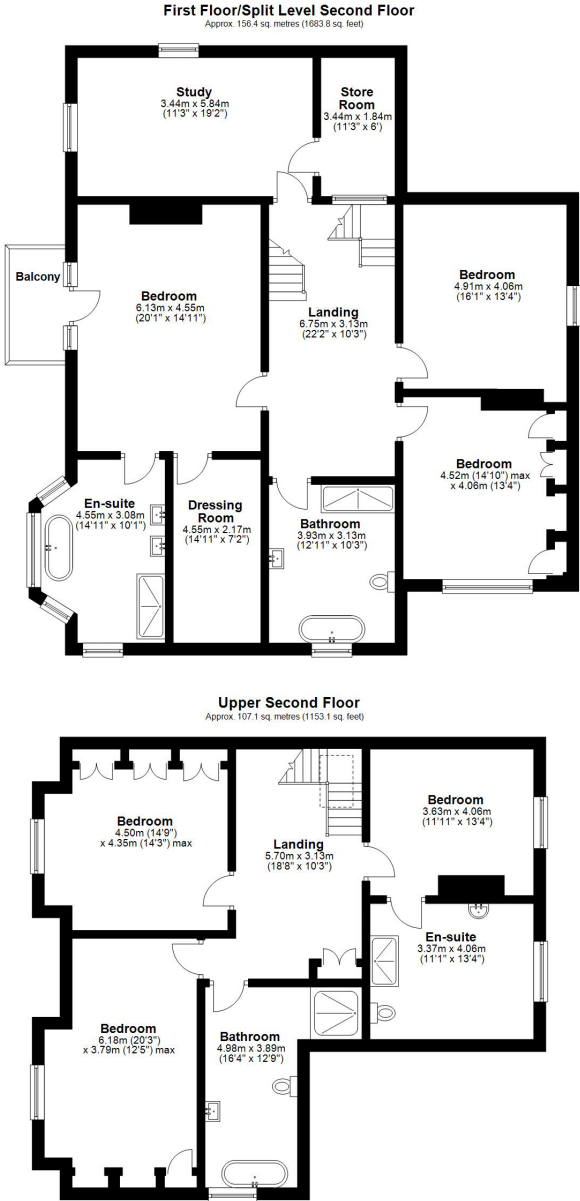 First Floor/Split Level Second Floor
Approx. 156.4 sq. metres (1683.8 sq. feet)
Study
3.44m x 5.84m
(11'3" x 19'2")
Store
Room
3.44m x 1.84m
(11'3" x 6')
Balcony
Bedroom
6.13m x 4.55m
(20'1" x 14'11")
Landing
6.75m x 3.13m
(22'2" x 10'3")
Bedroom
4.91m x 4.06m
(16'1" x 13'4")
Bedroom
4.52m (14'10") max
x 4.06m (13'4")
En-suite
4.55m x 3.08m
(14'11" x 10'1")
Dressing
Room
4.55m x 2.17m
(14'11" x 7'2")
Bathroom
3.93m x 3.13m
(12'11" x 10'3")
Upper Second Floor
Approx. 107.1 sq. metres (1153.1 sq. feet)
Bedroom
4.50m (14'9")
x 4.35m (14'3") max
Landing
5.70m x 3.13m
(18'8" x 10'3")
Bedroom
3.63m x 4.06m
(11'11" x 13'4")
En-suite
3.37m x 4.06m
(11'1" x 13'4")
Bedroom
6.18m (20'3")
x 3.79m (12'5") max
Bathroom
4.98m x 3.89m
(16'4" x 12'9")